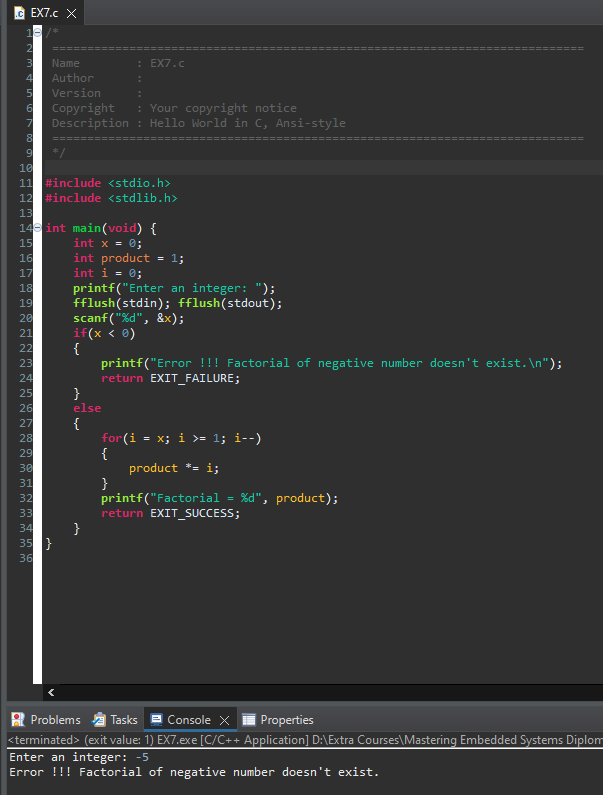 EX7.c
1 /*
2 ============================================================================
3 Name        : EX7.c
4 Author      :
5 Version     :
6 Copyright   : Your copyright notice
7 Description : Hello World in C, Ansi-style
8 ============================================================================
9 */
10
11 #include <stdio.h>
12 #include <stdlib.h>
13
14 int main(void) {
15     int x = 0;
16     int product = 1;
17     int i = 0;
18     printf("Enter an integer: ");
19     fflush(stdin); fflush(stdout);
20     scanf("%d", &x);
21     if(x < 0)
22     {
23         printf("Error !!! Factorial of negative number doesn't exist.\n");
24         return EXIT_FAILURE;
25     }
26     else
27     {
28         for(i = x; i >= 1; i--)
29         {
30             product *= i;
31         }
32         printf("Factorial = %d", product);
33         return EXIT_SUCCESS;
34     }
35 }
36
Problems Tasks Console Properties
<terminated> (exit value: 1) EX7.exe [C/C++ Application] D:\Extra Courses\Mastering Embedded Systems Diplom
Enter an integer: -5
Error !!! Factorial of negative number doesn't exist.